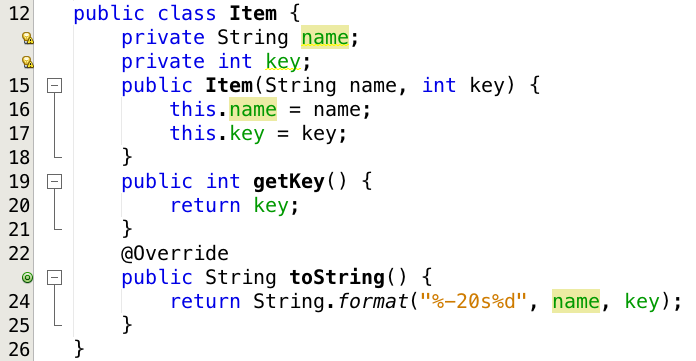 12 public class Item {
private String name;
private int key;
15 public Item(String name, int key) {
16 this.name = name;
17 this.key = key;
18 }
19 public int getKey() {
20 return key;
21 }
22 @Override
public String toString() {
24 return String.format("%-20s%d", name, key);
25 }
26 }